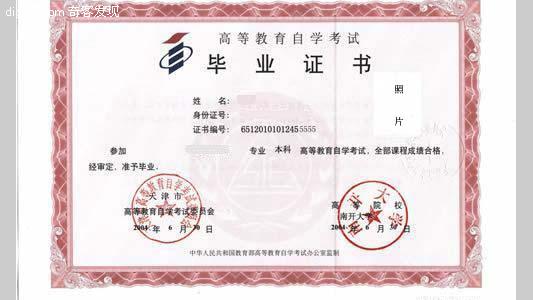 奇客发现
高等教育自学考试
毕业证书
姓名:
身份证号:
证书编号: 65120101012455555
照
片
参加 专业 本科 高等教育自学考试, 全部课程成绩合格,
经审定, 准予毕业。
天津市
高等教育自学考试委员会
2004 年 6 月 30 日
高等院校
南开大学
2004 年 6 月 30 日
中华人民共和国教育部高等教育自学考试办公室监制